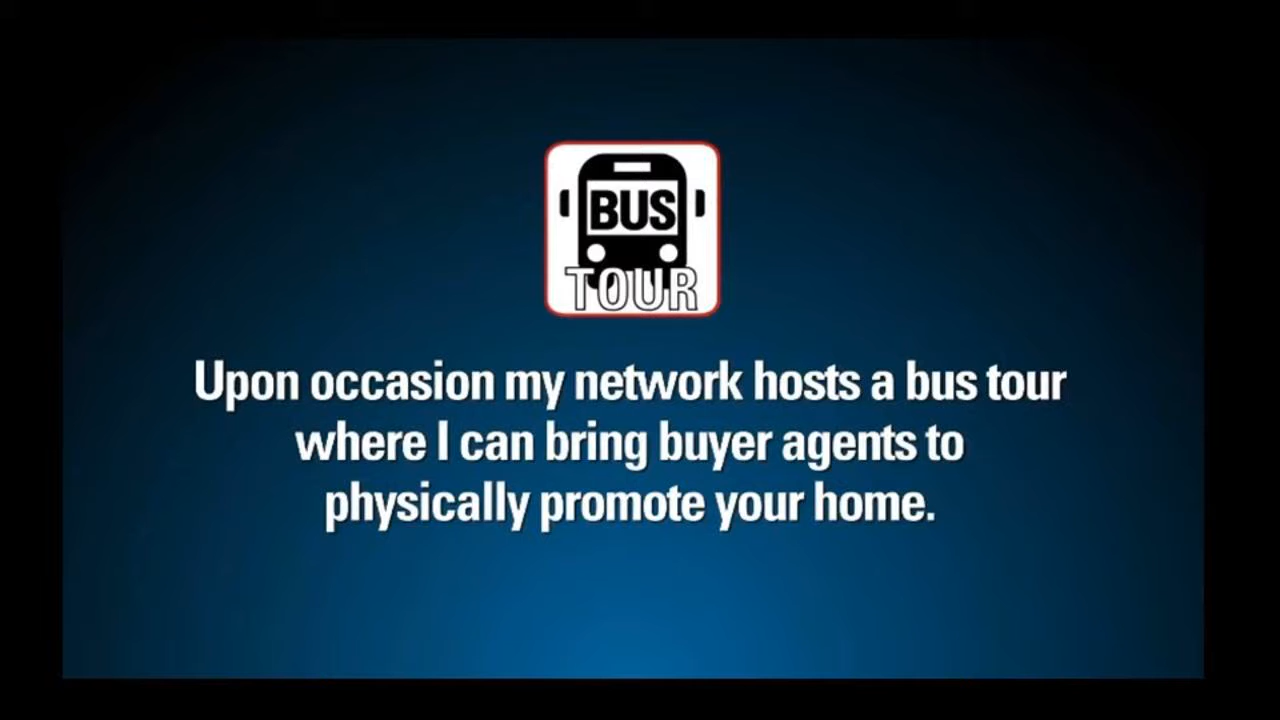 BUS
TOUR
Upon occasion my network hosts a bus tour
where I can bring buyer agents to
physically promote your home.